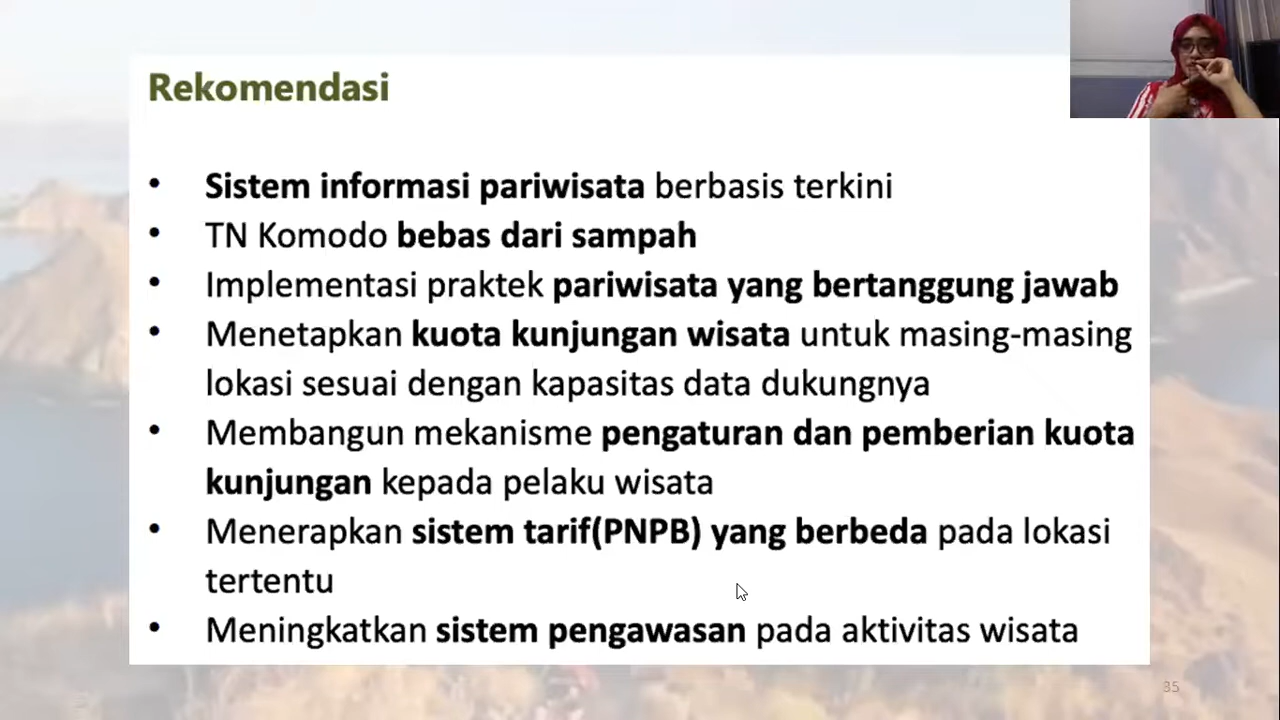 Rekomendasi
• Sistem informasi pariwisata berbasis terkini
• TN Komodo bebas dari sampah
• Implementasi praktek pariwisata yang bertanggung jawab
• Menetapkan kuota kunjungan wisata untuk masing-masing
lokasi sesuai dengan kapasitas data dukungnya
• Membangun mekanisme pengaturan dan pemberian kuota
kunjungan kepada pelaku wisata
• Menerapkan sistem tarif(PNPB) yang berbeda pada lokasi
tertentu
• Meningkatkan sistem pengawasan pada aktivitas wisata
35